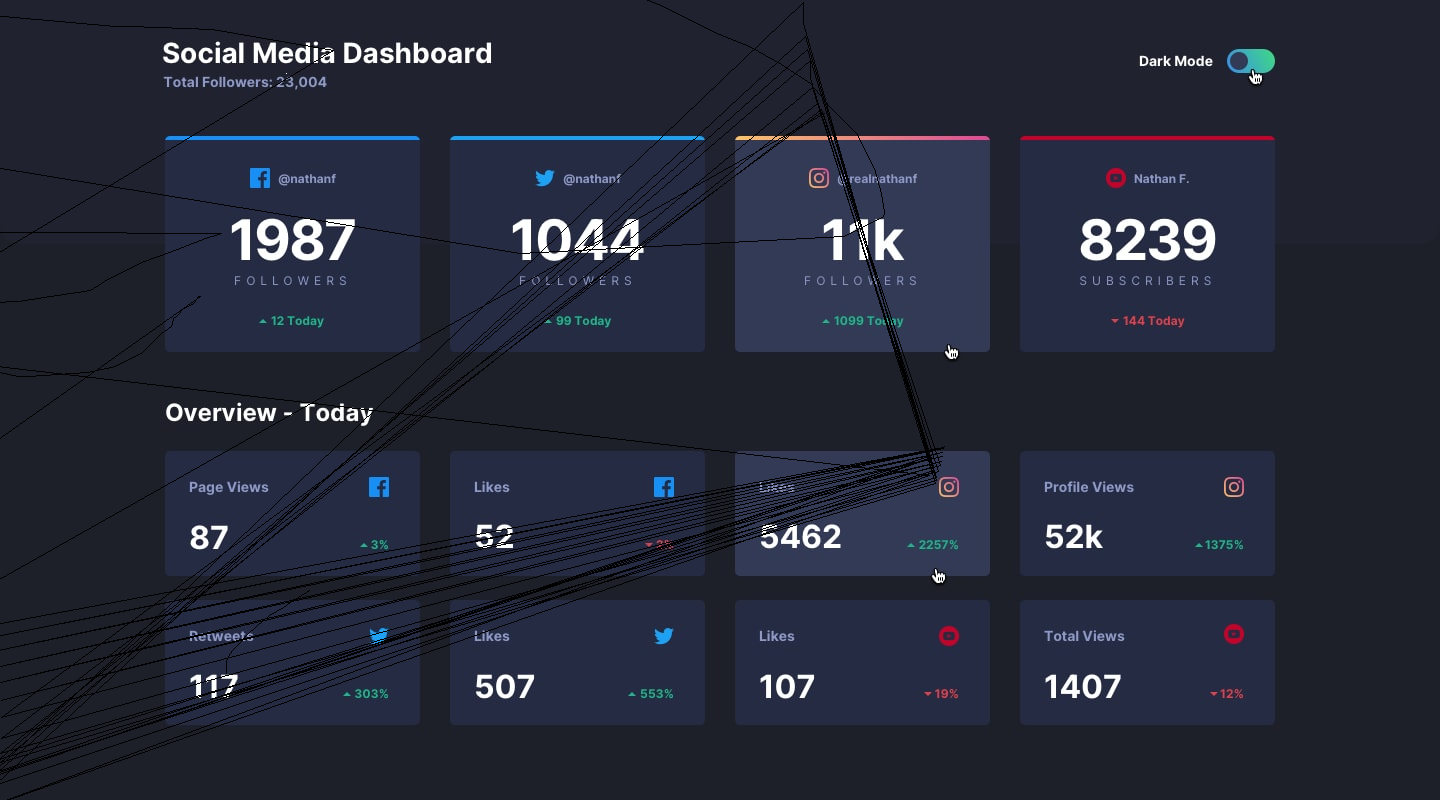 Social Media Dashboard
Total Followers: 23,004
Dark Mode
@nathanf
1987
FOLLOWERS
12 Today
@nathanf
1044
FOLLOWERS
99 Today
@realnathanf
11k
FOLLOWERS
1099 Today
Nathan F.
8239
SUBSCRIBERS
144 Today
Overview - Today
Page Views
87
3%
Likes
52
2%
Likes
5462
2257%
Profile Views
52k
1375%
Retweets
117
303%
Likes
507
553%
Likes
107
19%
Total Views
1407
12%